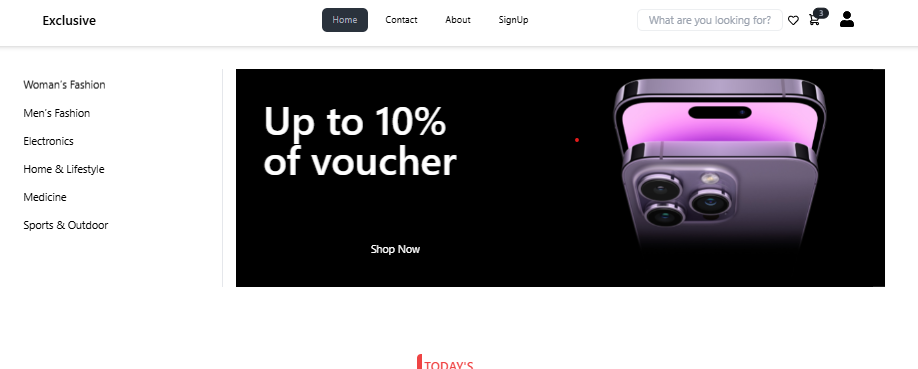 Exclusive
Home
Contact
About
SignUp
What are you looking for?
3
Woman's Fashion
Men's Fashion
Electronics
Home & Lifestyle
Medicine
Sports & Outdoor
Up to 10%
of voucher
Shop Now
TODAY'S